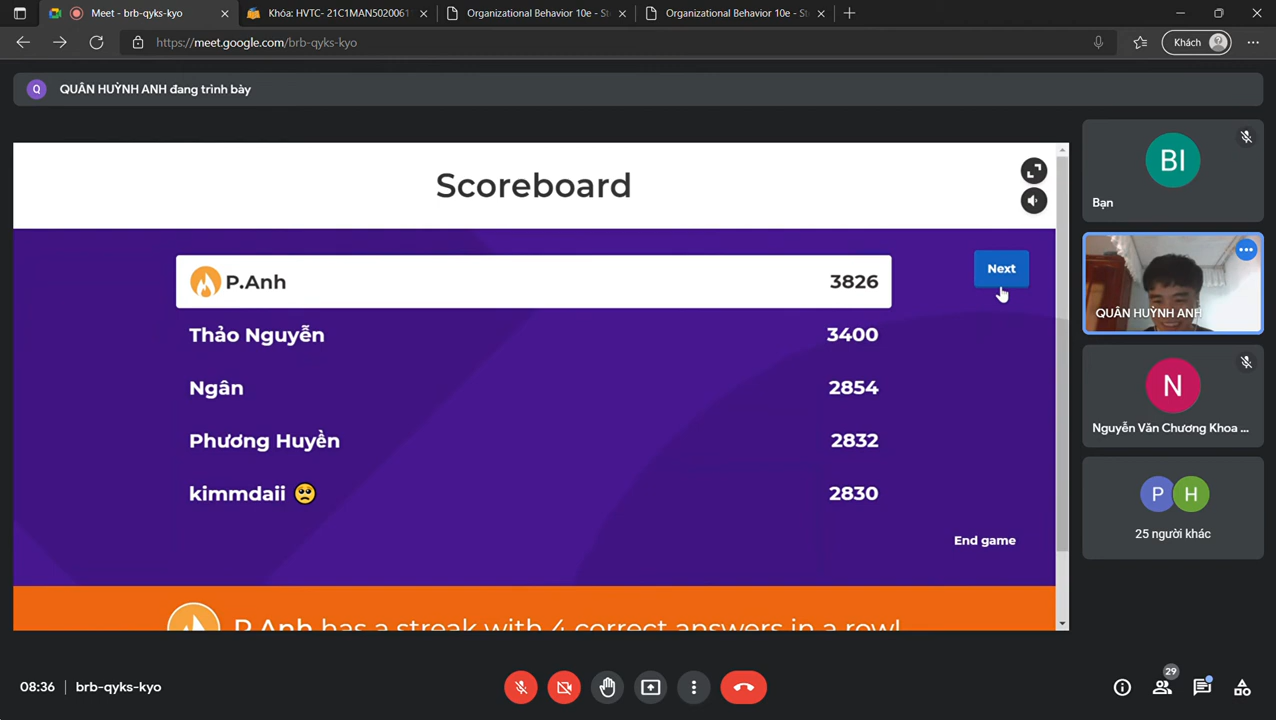 Meet - brb-qyks-kyo
Khóa: HVTC- 21C1MAN5020061
Organizational Behavior 10e - St
Organizational Behavior 10e - St
https://meet.google.com/brb-qyks-kyo
Khách
Q
QUÂN HUỲNH ANH đang trình bày
Scoreboard
P.Anh 3826
Next
Thảo Nguyễn 3400
Ngân 2854
Phương Huyền 2832
kimmdaii 🥺 2830
End game
P.Anh has a streak with 4 correct answers in a row!
BI
Bạn
QUÂN HUỲNH ANH
N
Nguyễn Văn Chương Khoa ...
P H
25 người khác
08:36 | brb-qyks-kyo
29